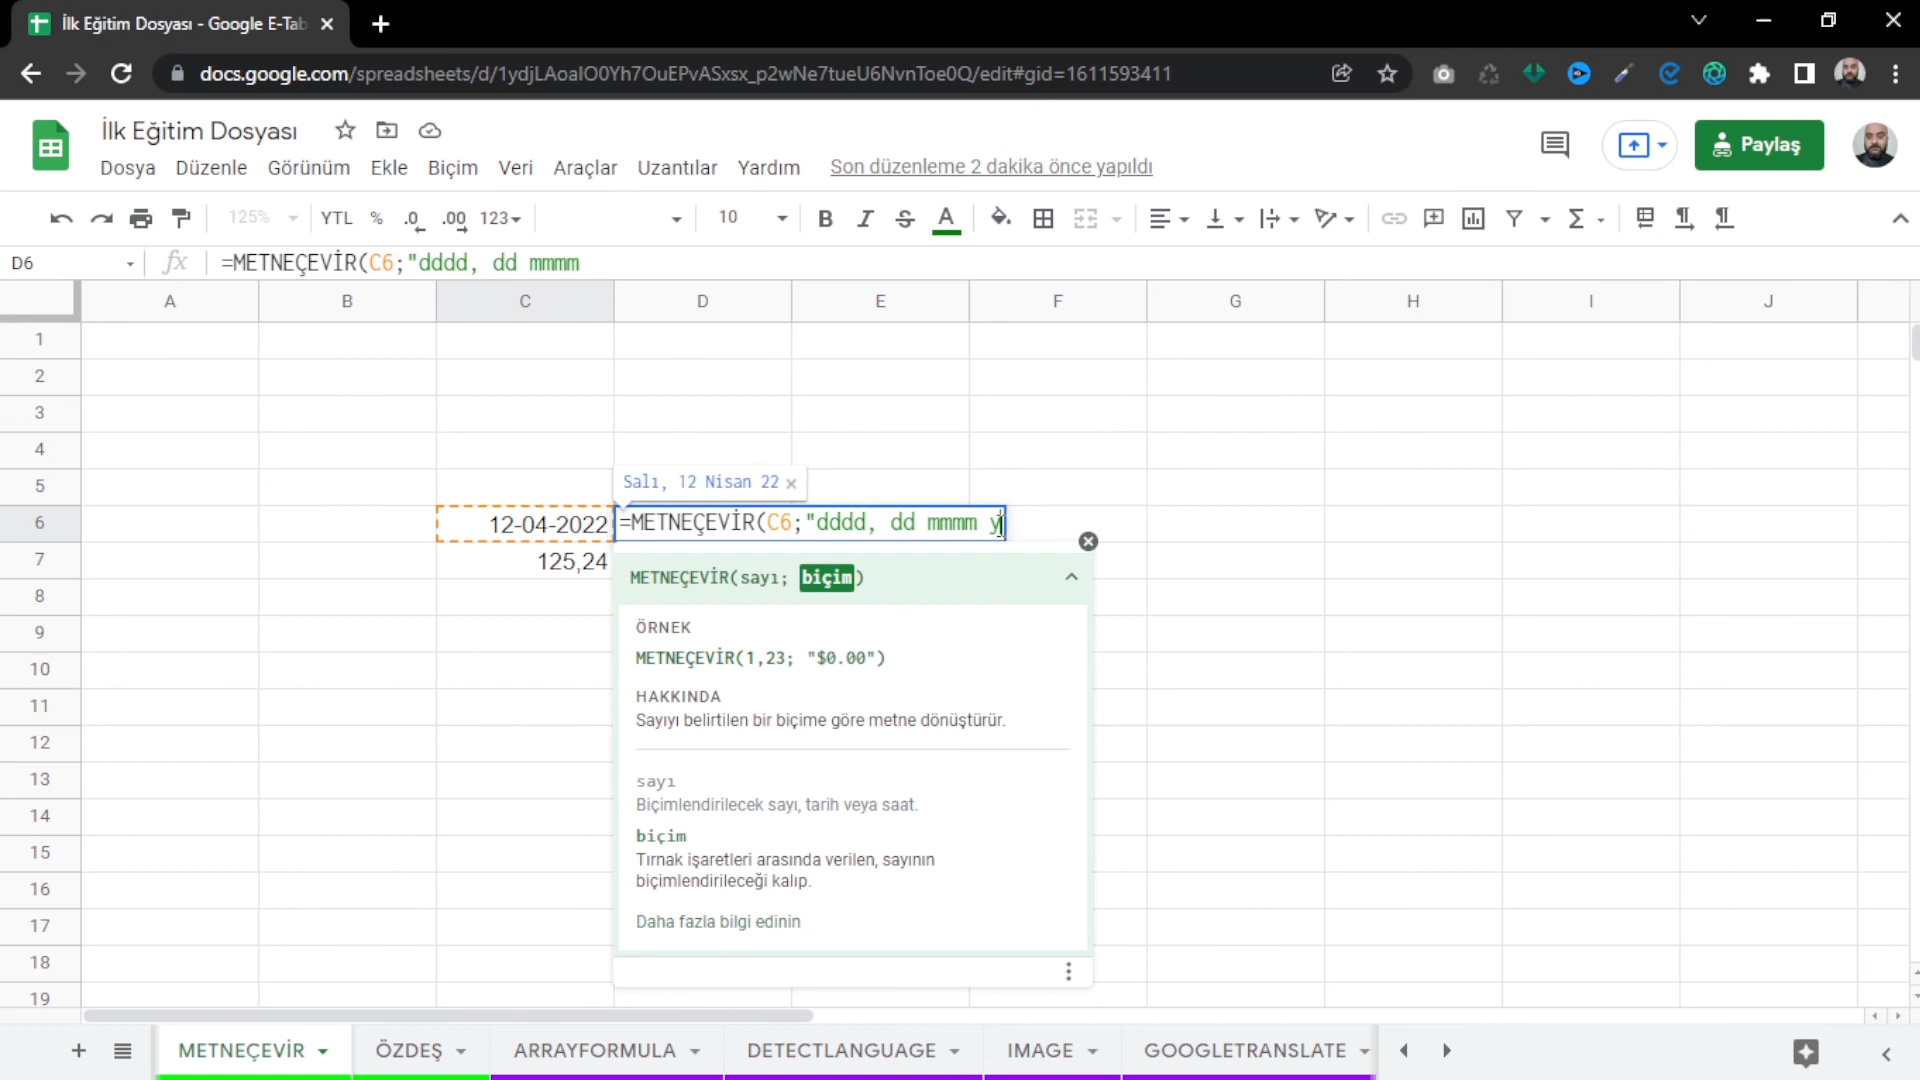 İlk Eğitim Dosyası - Google E-Tab
docs.google.com/spreadsheets/d/1ydjLAoaIO0Yh7OuEPvASxsx_p2wNe7tueU6NvnToe0Q/edit#gid=1611593411
İlk Eğitim Dosyası
Dosya Düzenle Görünüm Ekle Biçim Veri Araçlar Uzantılar Yardım Son düzenleme 2 dakika önce yapıldı
Paylaş
125% YTL % .0 .00 123 10 B I S A
D6 fx =METNEÇEVİR(C6;"dddd, dd mmmm
A B C D E F G H I J
1
2
3
4
5
Salı, 12 Nisan 22
6 12-04-2022 =METNEÇEVİR(C6;"dddd, dd mmmm y
7 125,24
METNEÇEVİR(sayı; biçim)
8
ÖRNEK
9
METNEÇEVİR(1,23; "$0.00")
10
HAKKINDA
11
Sayıyı belirtilen bir biçime göre metne dönüştürür.
12
13
sayı
Biçimlendirilecek sayı, tarih veya saat.
14
biçim
15
Tırnak işaretleri arasında verilen, sayının
biçimlendirileceği kalıp.
16
17
Daha fazla bilgi edinin
18
19
METNEÇEVİR ÖZDEŞ ARRAYFORMULA DETECTLANGUAGE IMAGE GOOGLETRANSLATE